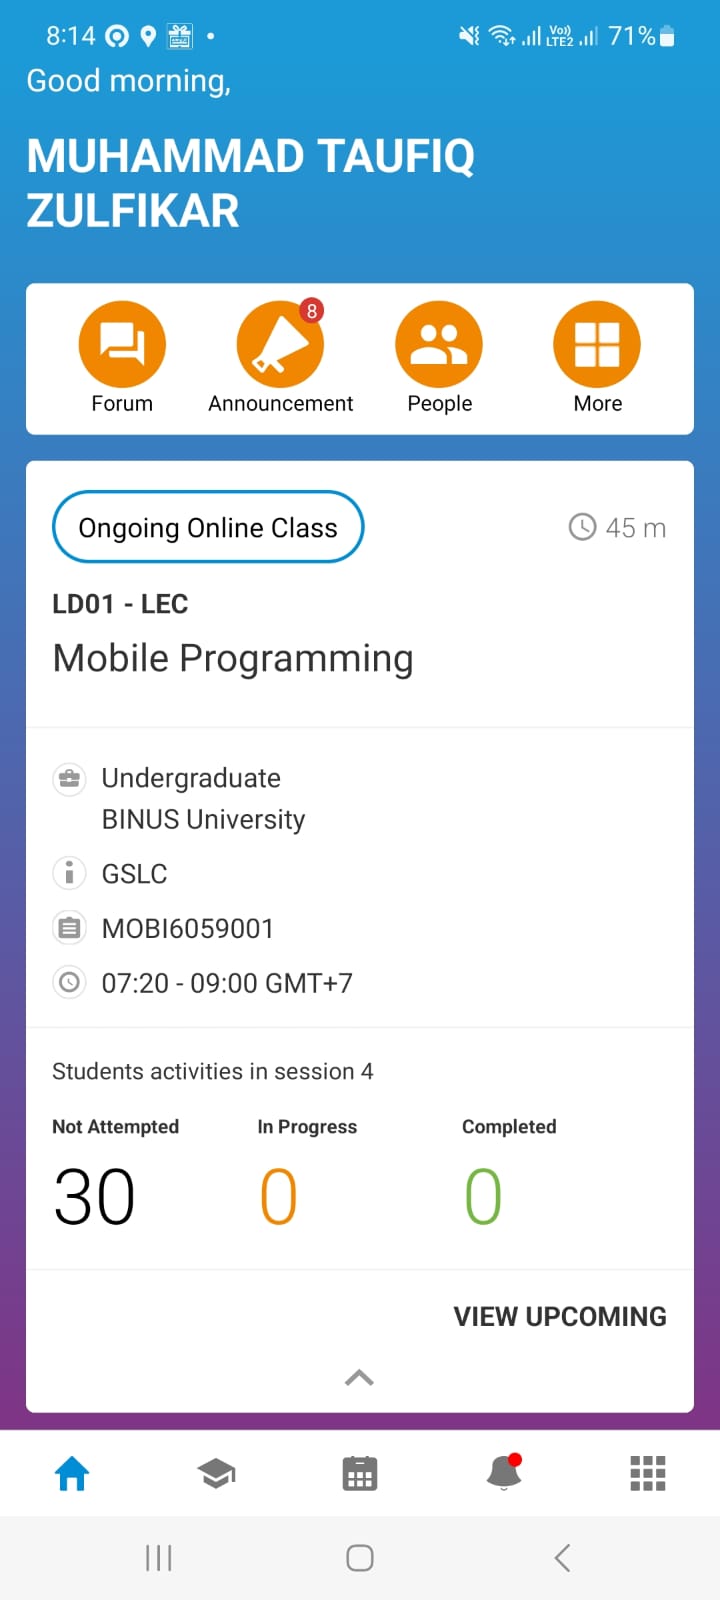 8:14
Vo))
LTE2
71%
Good morning,
MUHAMMAD TAUFIQ
ZULFIKAR
8
Forum
Announcement
People
More
Ongoing Online Class
45 m
LD01 - LEC
Mobile Programming
Undergraduate
BINUS University
GSLC
MOBI6059001
07:20 - 09:00 GMT+7
Students activities in session 4
Not Attempted
In Progress
Completed
30
0
0
VIEW UPCOMING